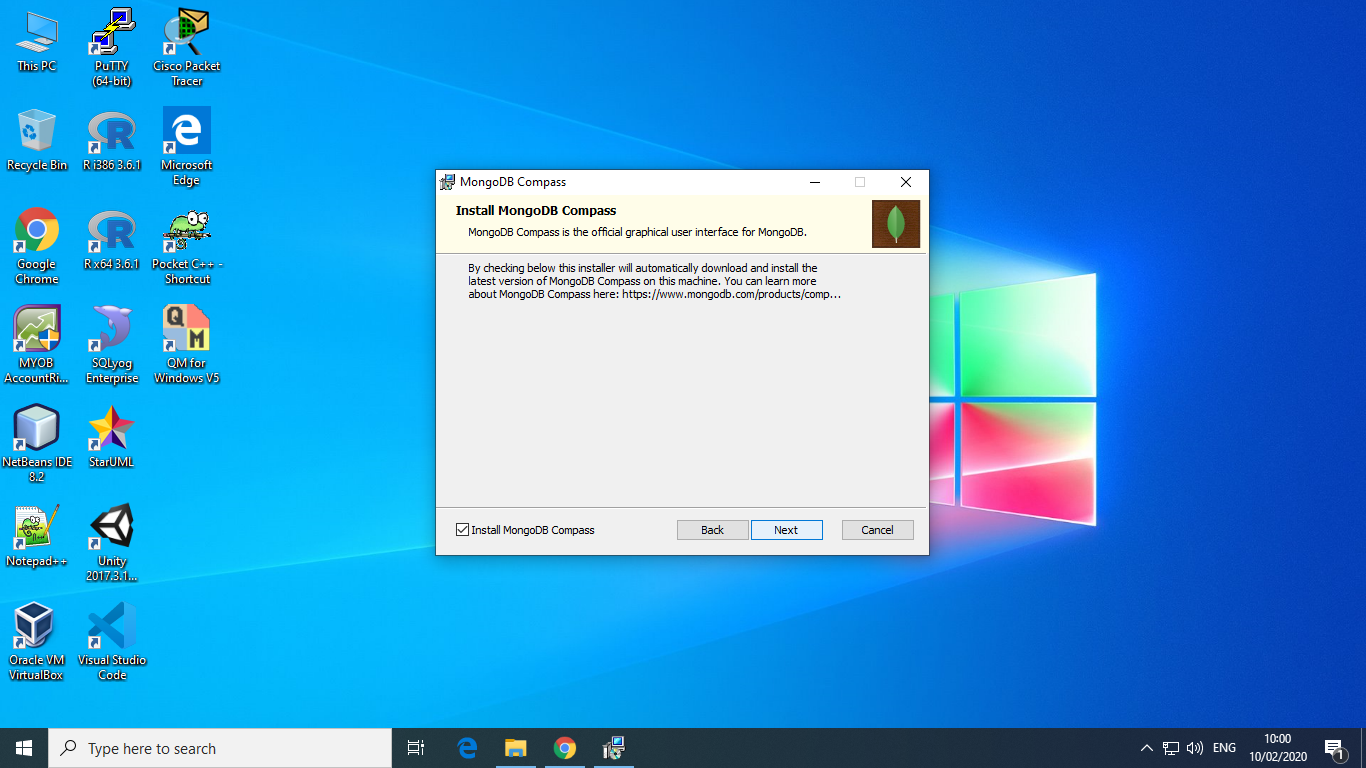 This PC
PuTTY
(64-bit)
Cisco Packet
Tracer
Recycle Bin
R i386 3.6.1
Microsoft
Edge
Google
Chrome
R x64 3.6.1
Pocket C++ -
Shortcut
MYOB
AccountRi...
SQLyog
Enterprise
QM
QM for
Windows V5
NetBeans IDE
8.2
StarUML
Notepad++
Unity
2017.3.1...
Oracle VM
VirtualBox
Visual Studio
Code
MongoDB Compass
Install MongoDB Compass
MongoDB Compass is the official graphical user interface for MongoDB.
By checking below this installer will automatically download and install the
latest version of MongoDB Compass on this machine. You can learn more
about MongoDB Compass here: https://www.mongodb.com/products/comp...
Install MongoDB Compass
Back
Next
Cancel
Type here to search
ENG
10:00
10/02/2020
1